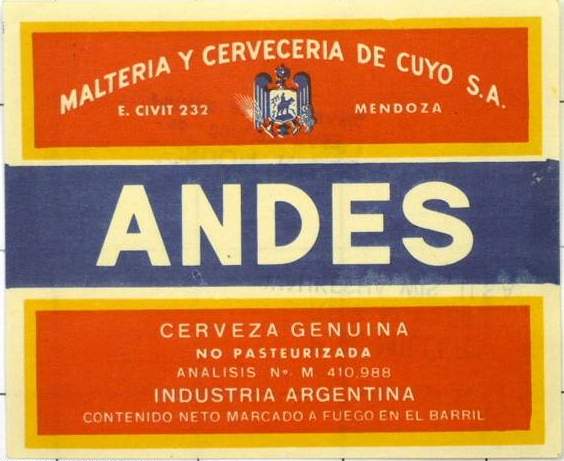 MALTERIA Y CERVECERIA DE CUYO S.A.
E. CIVIT 232
MENDOZA
ANDES
CERVEZA GENUINA
NO PASTEURIZADA
ANALISIS Nº M 410,988
INDUSTRIA ARGENTINA
CONTENIDO NETO MARCADO A FUEGO EN EL BARRIL